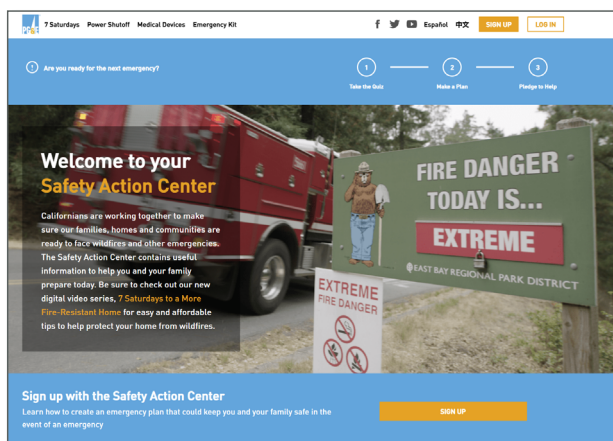 PG&E
7 Saturdays Power Shutoff Medical Devices Emergency Kit
Español 中文 SIGN UP LOG IN
Are you ready for the next emergency?
1 2 3
Take the Quiz Make a Plan Pledge to Help
Welcome to your
Safety Action Center
Californians are working together to make
sure our families, homes and communities are
ready to face wildfires and other emergencies.
The Safety Action Center contains useful
information to help you and your family
prepare today. Be sure to check out our new
digital video series, 7 Saturdays to a More
Fire-Resistant Home for easy and affordable
tips to help protect your home from wildfires.
FIRE DANGER
TODAY IS...
EXTREME
EAST BAY REGIONAL PARK DISTRICT
EXTREME
FIRE DANGER
Sign up with the Safety Action Center
Learn how to create an emergency plan that could keep you and your family safe in the
event of an emergency
SIGN UP